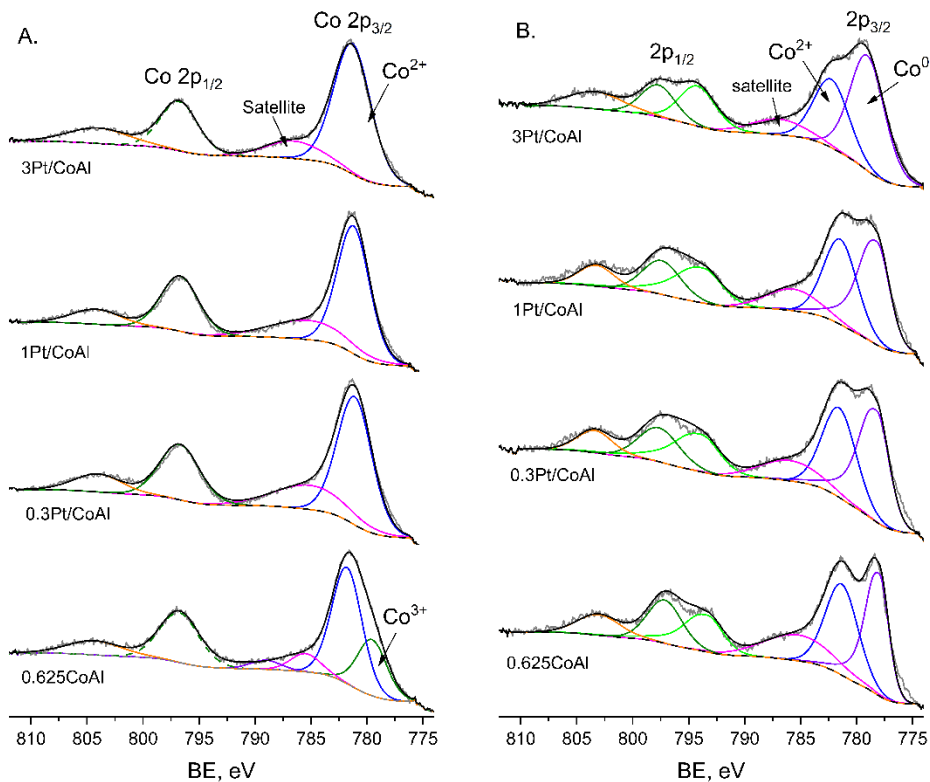 A.
Co 2p3/2
Co 2p1/2
Co2+
Satellite
3Pt/CoAl
1Pt/CoAl
0.3Pt/CoAl
Co3+
0.625CoAl
810 805 800 795 790 785 780 775
BE, eV
B.
2p3/2
2p1/2
Co2+
Co0
satellite
3Pt/CoAl
1Pt/CoAl
0.3Pt/CoAl
0.625CoAl
810 805 800 795 790 785 780 775
BE, eV